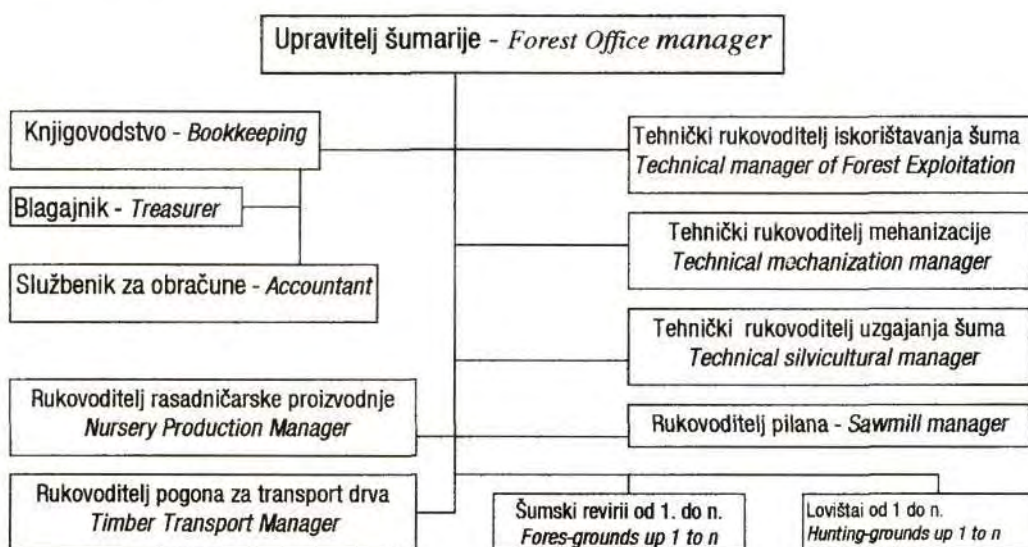 Upravitelj šumarije - Forest Office manager
Knjigovodstvo - Bookkeeping
Blagajnik - Treasurer
Službenik za obračune - Accountant
Tehnički rukovoditelj iskorištavanja šuma
Technical manager of Forest Exploitation
Tehnički rukovoditelj mehanizacije
Technical mechanization manager
Tehnički rukovoditelj uzgajanja šuma
Technical silvicultural manager
Rukovoditelj rasadničarske proizvodnje
Nursery Production Manager
Rukovoditelj pilana - Sawmill manager
Rukovoditelj pogona za transport drva
Timber Transport Manager
Šumski revirii od 1. do n.
Fores-grounds up 1 to n
Lovištai od 1 do n.
Hunting-grounds up 1 to n